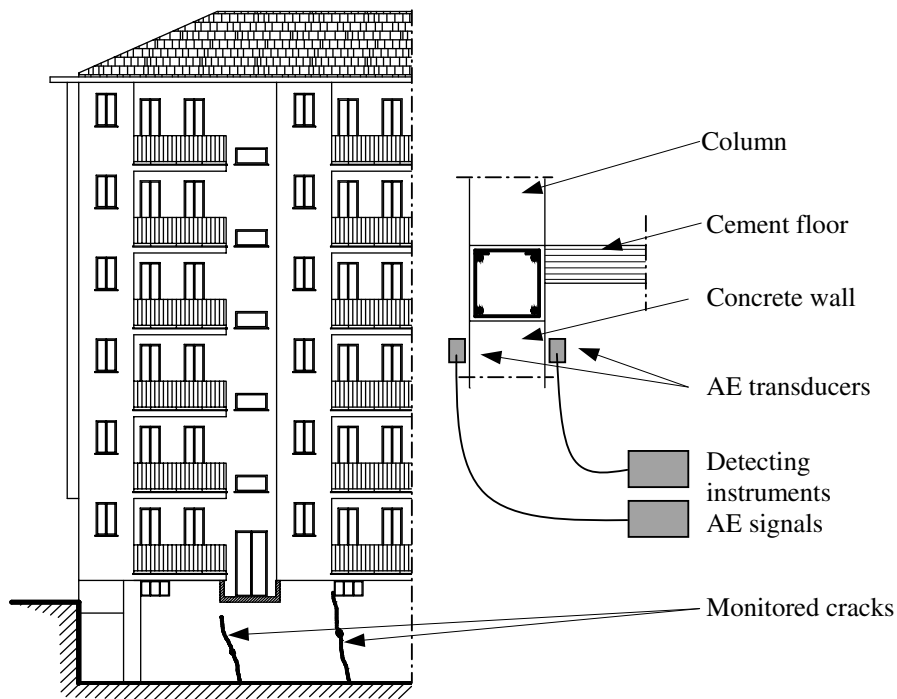 Column
Cement floor
Concrete wall
AE transducers
Detecting
instruments
AE signals
Monitored cracks